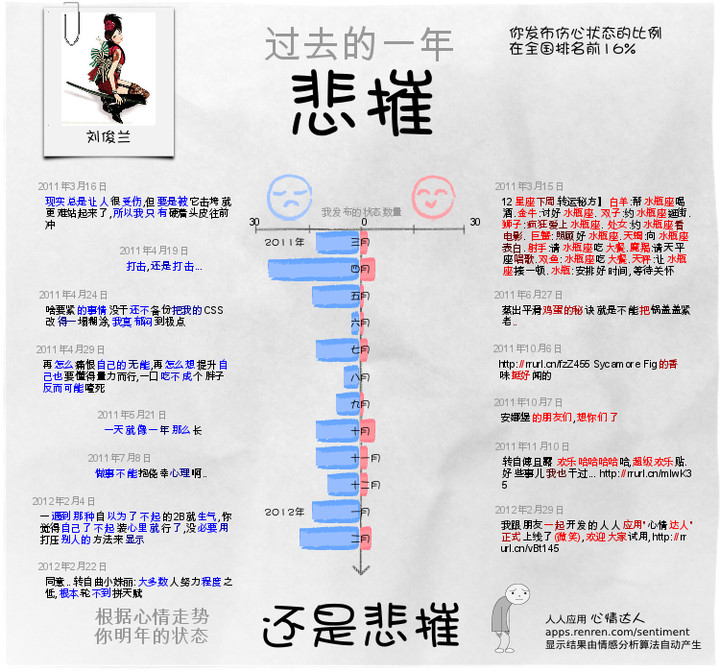 过去的一年
悲摧
你发布伤心状态的比例
在全国排名前16%
刘俊兰
2011年3月16日
现实总是让人很受伤,但要是被它击垮就
更难站起来了,所以我只有硬着头皮往前
冲
2011年4月19日
打击,还是打击...
2011年4月24日
啥要紧的事情没干还不备份把我的CSS
改得一塌糊涂,我真郁闷到极点
2011年4月29日
再怎么痛恨自己的无能,再怎么想提升自
己也要懂得量力而行,一口吃不成个胖子
反而可能噎死
2011年5月21日
一天就像一年那么长
2011年7月8日
做事不能抱侥幸心理啊..
2012年2月4日
一遇到那种自以为了不起的2B就生气,你
觉得自己了不起装心里就行了,没必要用
打压别人的方法来显示
2012年2月22日
同意..转自曲小妹丽:大多数人努力程度之
低,根本轮不到拼天赋
我发布的状态数量
30
0
30
2011年
三月
四月
五月
六月
七月
八月
九月
十月
十一月
十二月
2012年
一月
二月
2011年3月15日
12星座下周转运秘方】白羊:帮水瓶座喝
酒.金牛:讨好水瓶座.双子:约水瓶座逛街.
狮子:疯狂爱上水瓶座.处女:约水瓶座看
电影.巨蟹:照顾好水瓶座.天蝎:向水瓶座
表白.射手:请水瓶座吃大餐.魔羯:请天平
座唱歌.双鱼:水瓶座吃大餐.天秤:让水瓶
座揍一顿.水瓶:安排好时间,等待关怀
2011年6月27日
蒸出平滑鸡蛋的秘诀就是不能把锅盖盖紧
者..
2011年10月6日
http://rrurl.cn/fzZ455 Sycamore Fig的香
味挺好闻的
2011年10月7日
安娜堡的朋友们,想你们了
2011年11月10日
转自傅且露欢乐哈哈哈哈哈,超级欢乐贴.
好些事儿我也干过... http://rrurl.cn/mIwK3
5
2012年2月29日
我跟朋友一起开发的人人应用"心情达人"
正式上线了(微笑),欢迎大家试用,http://rr
url.cn/vBt145
根据心情走势
你明年的状态
还是悲摧
人人应用 心情达人
apps.renren.com/sentiment
显示结果由情感分析算法自动产生